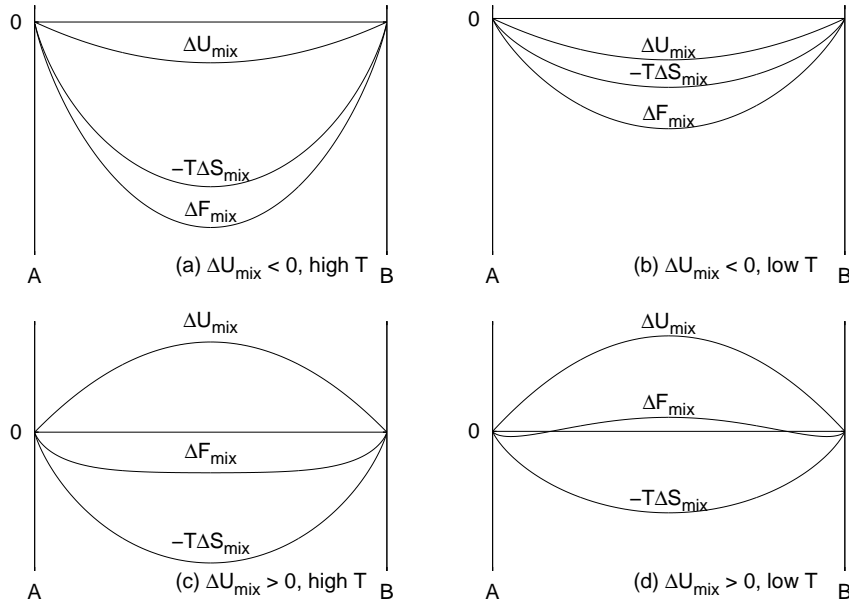 0
ΔU_mix
–TΔS_mix
ΔF_mix
(a) ΔU_mix < 0, high T
A
B
0
ΔU_mix
–TΔS_mix
ΔF_mix
(b) ΔU_mix < 0, low T
A
B
ΔU_mix
0
ΔF_mix
–TΔS_mix
(c) ΔU_mix > 0, high T
A
B
ΔU_mix
ΔF_mix
0
–TΔS_mix
(d) ΔU_mix > 0, low T
A
B